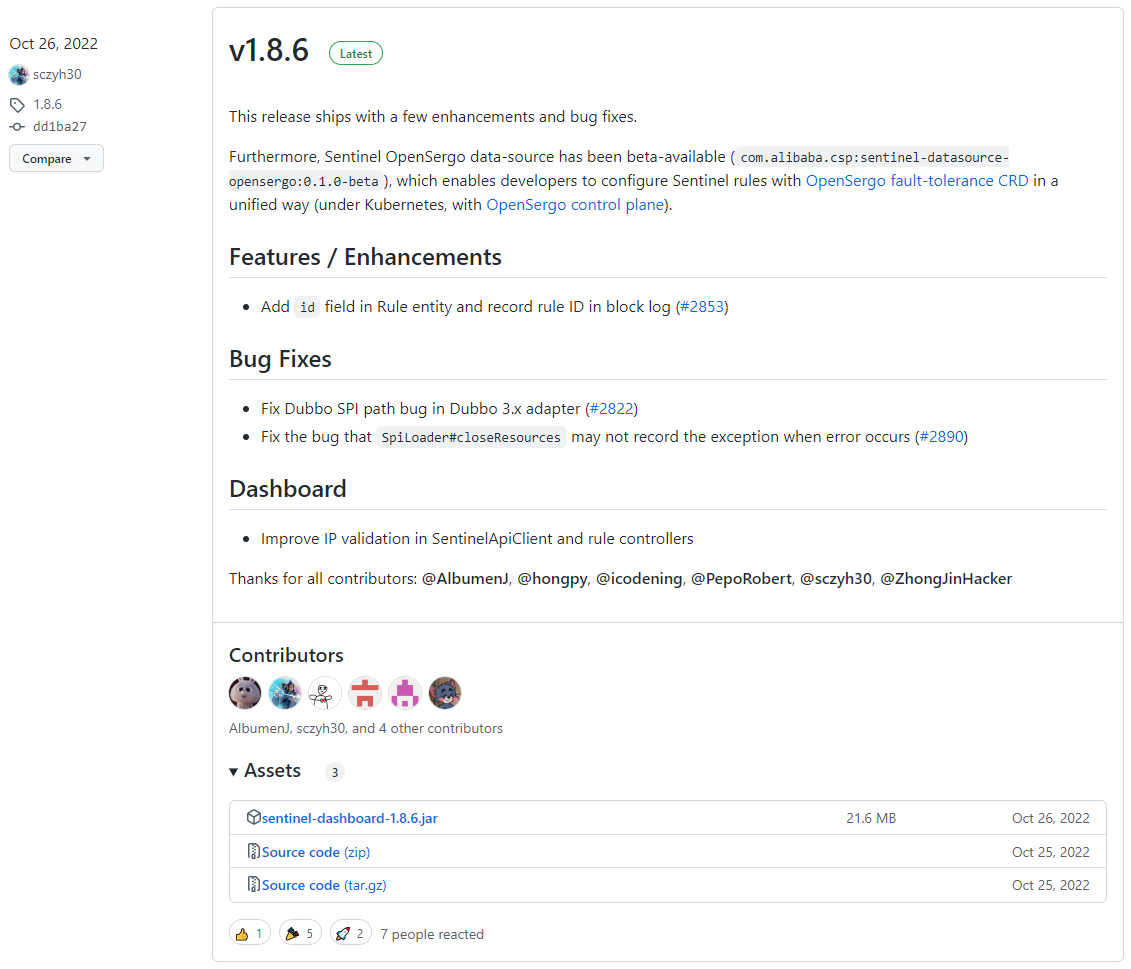 Oct 26, 2022
sczyh30
1.8.6
dd1ba27
Compare
v1.8.6 Latest
This release ships with a few enhancements and bug fixes.
Furthermore, Sentinel OpenSergo data-source has been beta-available ( com.alibaba.csp:sentinel-datasource-
opensergo:0.1.0-beta ), which enables developers to configure Sentinel rules with OpenSergo fault-tolerance CRD in a
unified way (under Kubernetes, with OpenSergo control plane).
Features / Enhancements
• Add id field in Rule entity and record rule ID in block log (#2853)
Bug Fixes
• Fix Dubbo SPI path bug in Dubbo 3.x adapter (#2822)
• Fix the bug that SpiLoader#closeResources may not record the exception when error occurs (#2890)
Dashboard
• Improve IP validation in SentinelApiClient and rule controllers
Thanks for all contributors: @AlbumenJ, @hongpy, @icodening, @PepoRobert, @sczyh30, @ZhongJinHacker
Contributors
AlbumenJ, sczyh30, and 4 other contributors
Assets 3
sentinel-dashboard-1.8.6.jar 21.6 MB Oct 26, 2022
Source code (zip) Oct 25, 2022
Source code (tar.gz) Oct 25, 2022
👍 1 🎉 5 🚀 2 7 people reacted